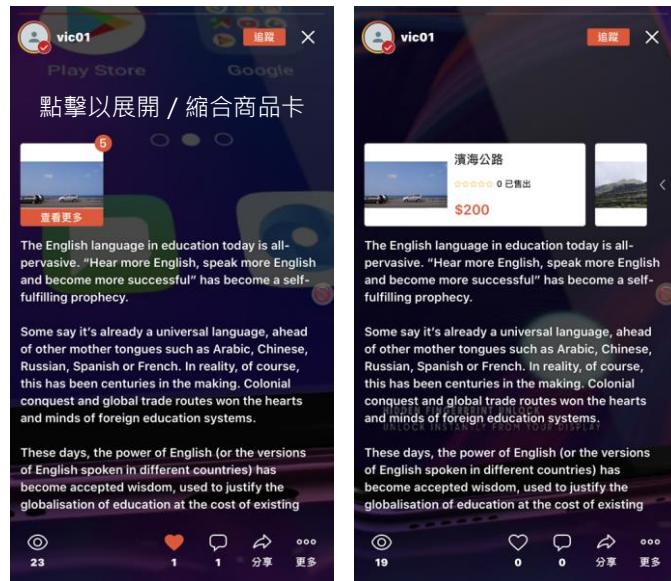 vic01
追蹤
Play Store
Google
點擊以展開 / 縮合商品卡
5
查看更多
The English language in education today is all-
pervasive. “Hear more English, speak more English
and become more successful” has become a self-
fulfilling prophecy.
Some say it’s already a universal language, ahead
of other mother tongues such as Arabic, Chinese,
Russian, Spanish or French. In reality, of course,
this has been centuries in the making. Colonial
conquest and global trade routes won the hearts
and minds of foreign education systems.
These days, the power of English (or the versions
of English spoken in different countries) has
become accepted wisdom, used to justify the
globalisation of education at the cost of existing
23
1
1
分享
更多
vic01
追蹤
濱海公路
0 已售出
$200
The English language in education today is all-
pervasive. “Hear more English, speak more English
and become more successful” has become a self-
fulfilling prophecy.
Some say it’s already a universal language, ahead
of other mother tongues such as Arabic, Chinese,
Russian, Spanish or French. In reality, of course,
this has been centuries in the making. Colonial
conquest and global trade routes won the hearts
HIDDEN FINGERPRINT UNLOCK
and minds of foreign education systems.
UNLOCK INSTANTLY FROM YOUR DISPLAY
These days, the power of English (or the versions
of English spoken in different countries) has
become accepted wisdom, used to justify the
globalisation of education at the cost of existing
19
0
0
分享
更多